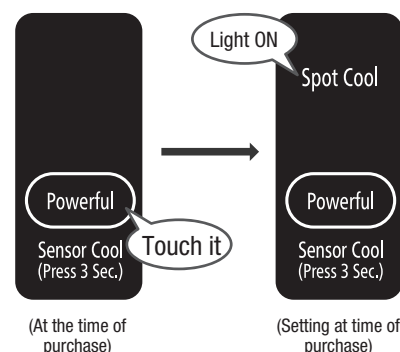 Light ON
Spot Cool
Powerful
Touch it
Sensor Cool
(Press 3 Sec.)
(At the time of
purchase)
Powerful
Sensor Cool
(Press 3 Sec.)
(Setting at time of
purchase)